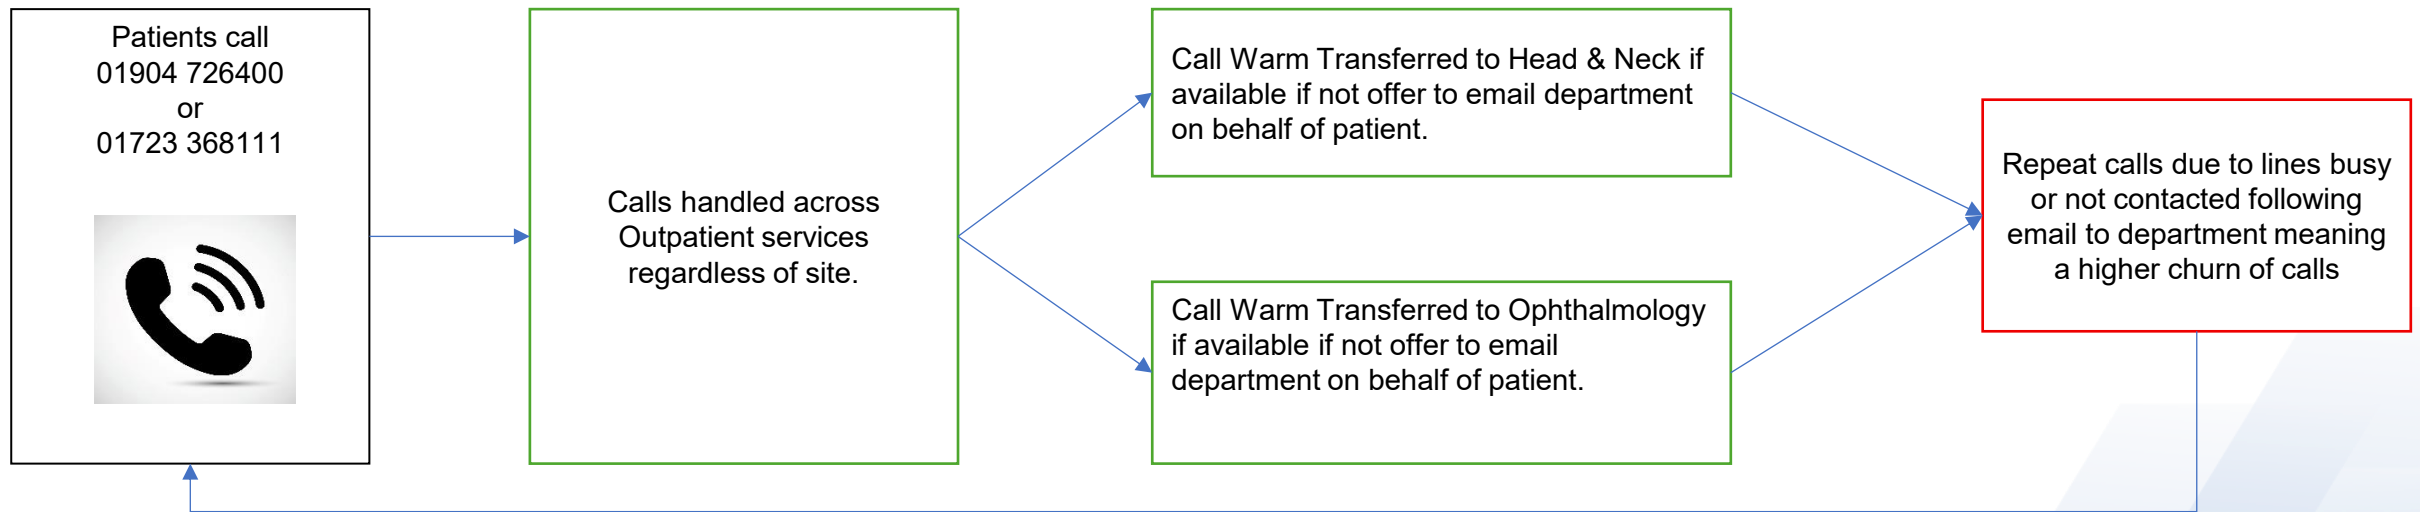 Patients call
01904 726400
or
01723 368111
Calls handled across
Outpatient services
regardless of site.
Call Warm Transferred to Head & Neck if
available if not offer to email department
on behalf of patient.
Call Warm Transferred to Ophthalmology
if available if not offer to email
department on behalf of patient.
Repeat calls due to lines busy
or not contacted following
email to department meaning
a higher churn of calls